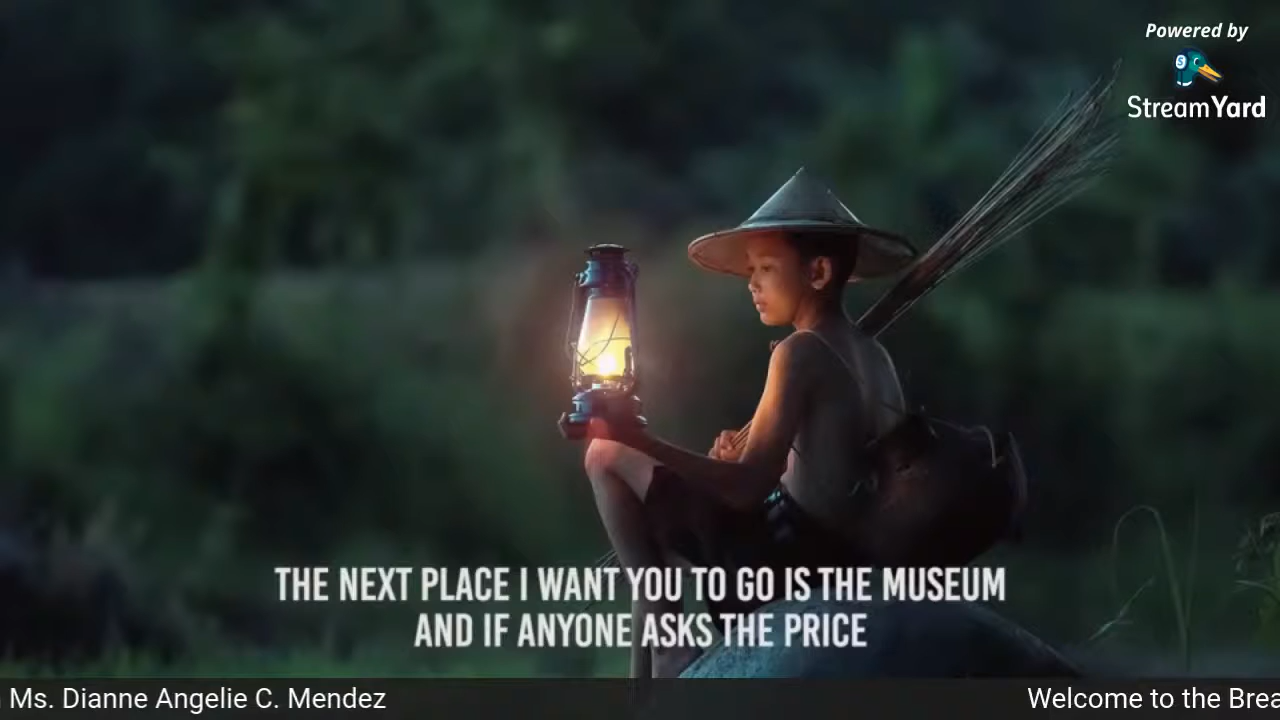 Powered by
StreamYard
THE NEXT PLACE I WANT YOU TO GO IS THE MUSEUM
AND IF ANYONE ASKS THE PRICE
Ms. Dianne Angelie C. Mendez
Welcome to the